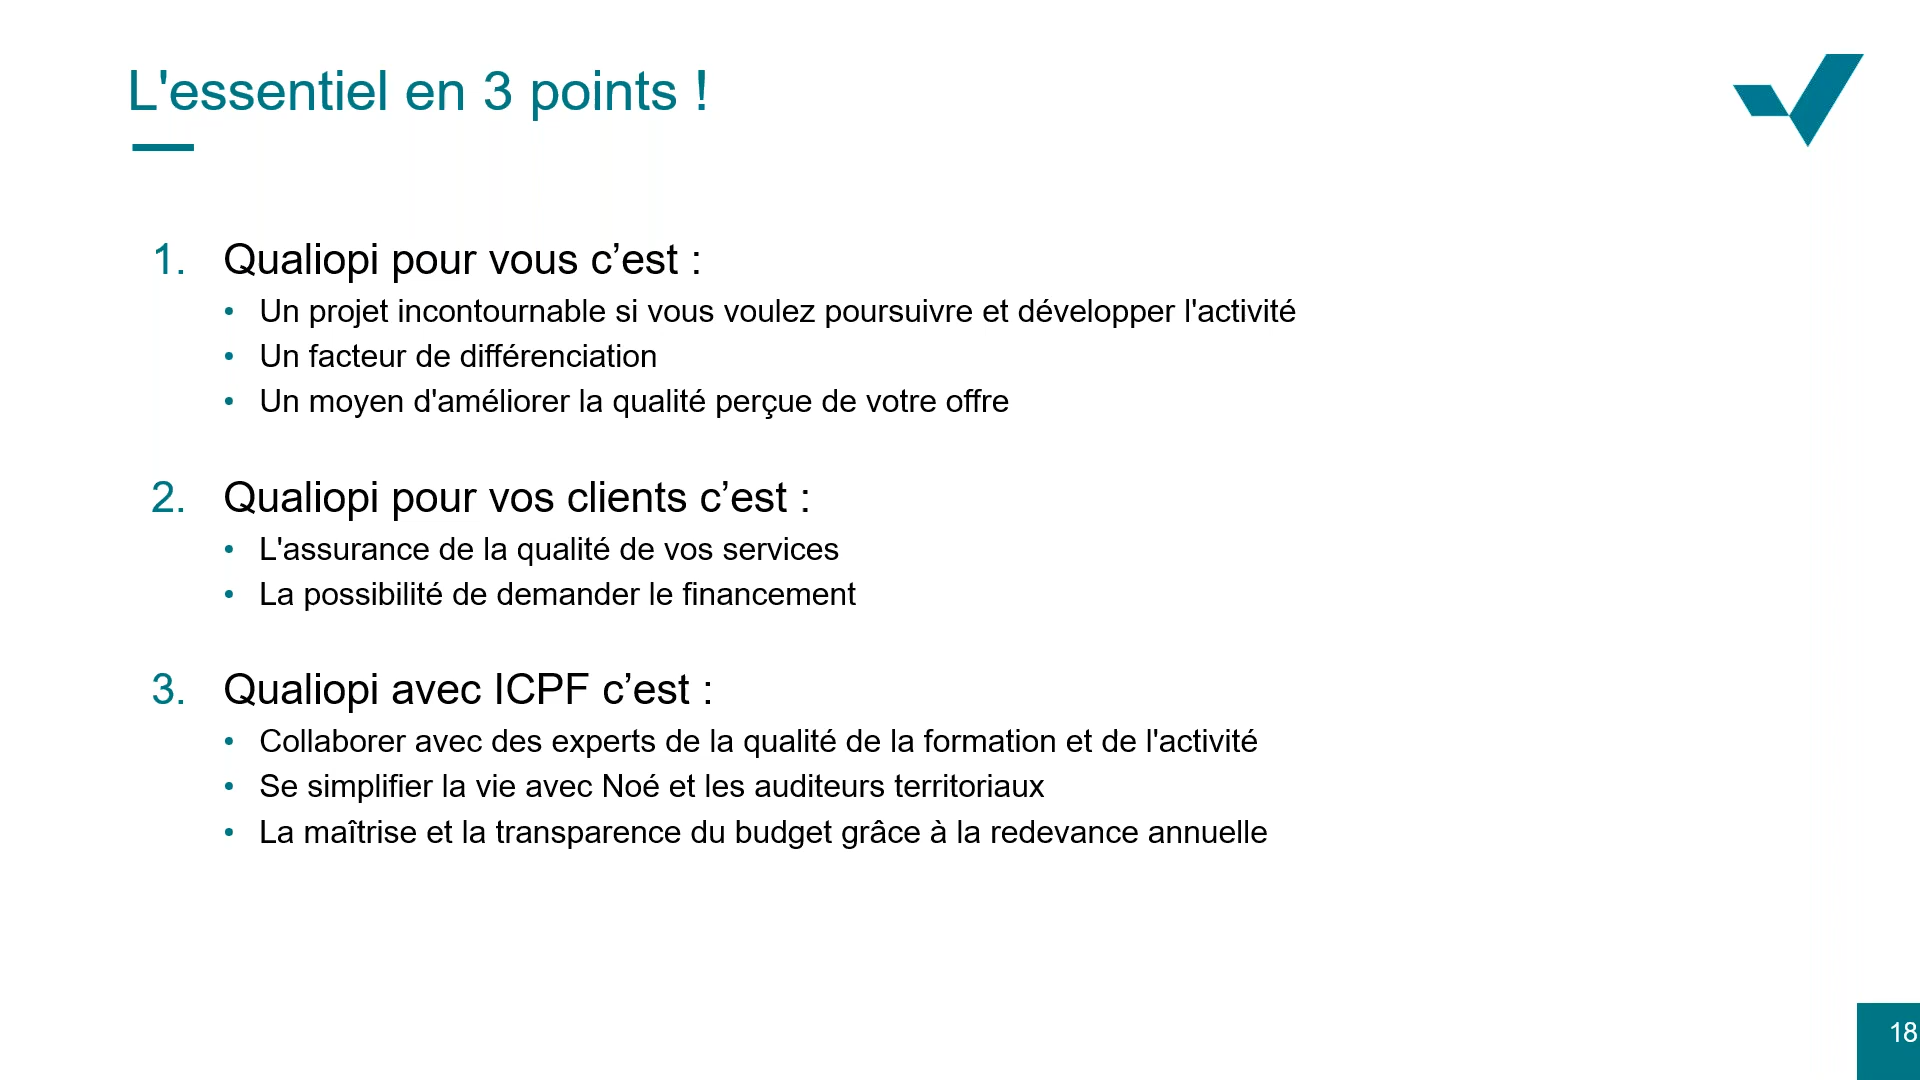 L'essentiel en 3 points !
1. Qualiopi pour vous c’est :
• Un projet incontournable si vous voulez poursuivre et développer l'activité
• Un facteur de différenciation
• Un moyen d'améliorer la qualité perçue de votre offre
2. Qualiopi pour vos clients c’est :
• L'assurance de la qualité de vos services
• La possibilité de demander le financement
3. Qualiopi avec ICPF c’est :
• Collaborer avec des experts de la qualité de la formation et de l'activité
• Se simplifier la vie avec Noé et les auditeurs territoriaux
• La maîtrise et la transparence du budget grâce à la redevance annuelle
18